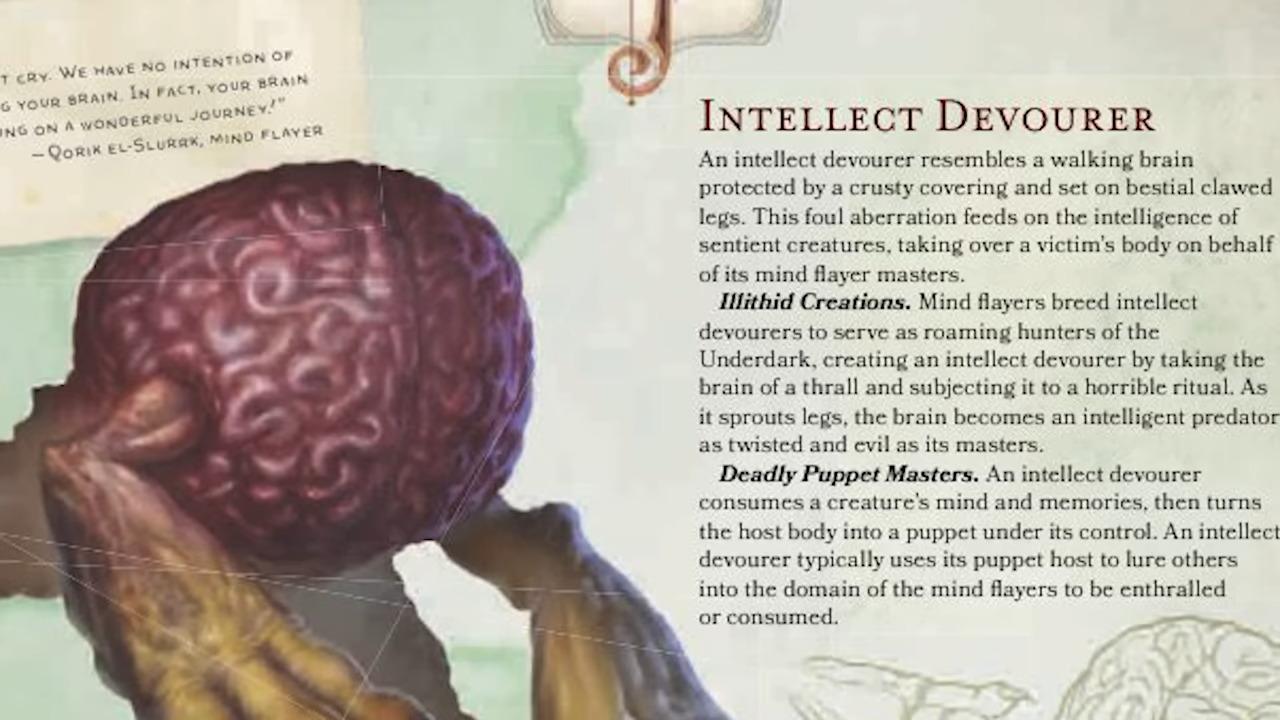 T CRY. WE HAVE NO INTENTION OF
G YOUR BRAIN. IN FACT, YOUR BRAIN
NG ON A WONDERFUL JOURNEY!"
—QORIK EL-SLURRK, MIND FLAYER
INTELLECT DEVOURER
An intellect devourer resembles a walking brain
protected by a crusty covering and set on bestial clawed
legs. This foul aberration feeds on the intelligence of
sentient creatures, taking over a victim's body on behalf
of its mind flayer masters.
Illithid Creations. Mind flayers breed intellect
devourers to serve as roaming hunters of the
Underdark, creating an intellect devourer by taking the
brain of a thrall and subjecting it to a horrible ritual. As
it sprouts legs, the brain becomes an intelligent predator
as twisted and evil as its masters.
Deadly Puppet Masters. An intellect devourer
consumes a creature's mind and memories, then turns
the host body into a puppet under its control. An intellect
devourer typically uses its puppet host to lure others
into the domain of the mind flayers to be enthralled
or consumed.